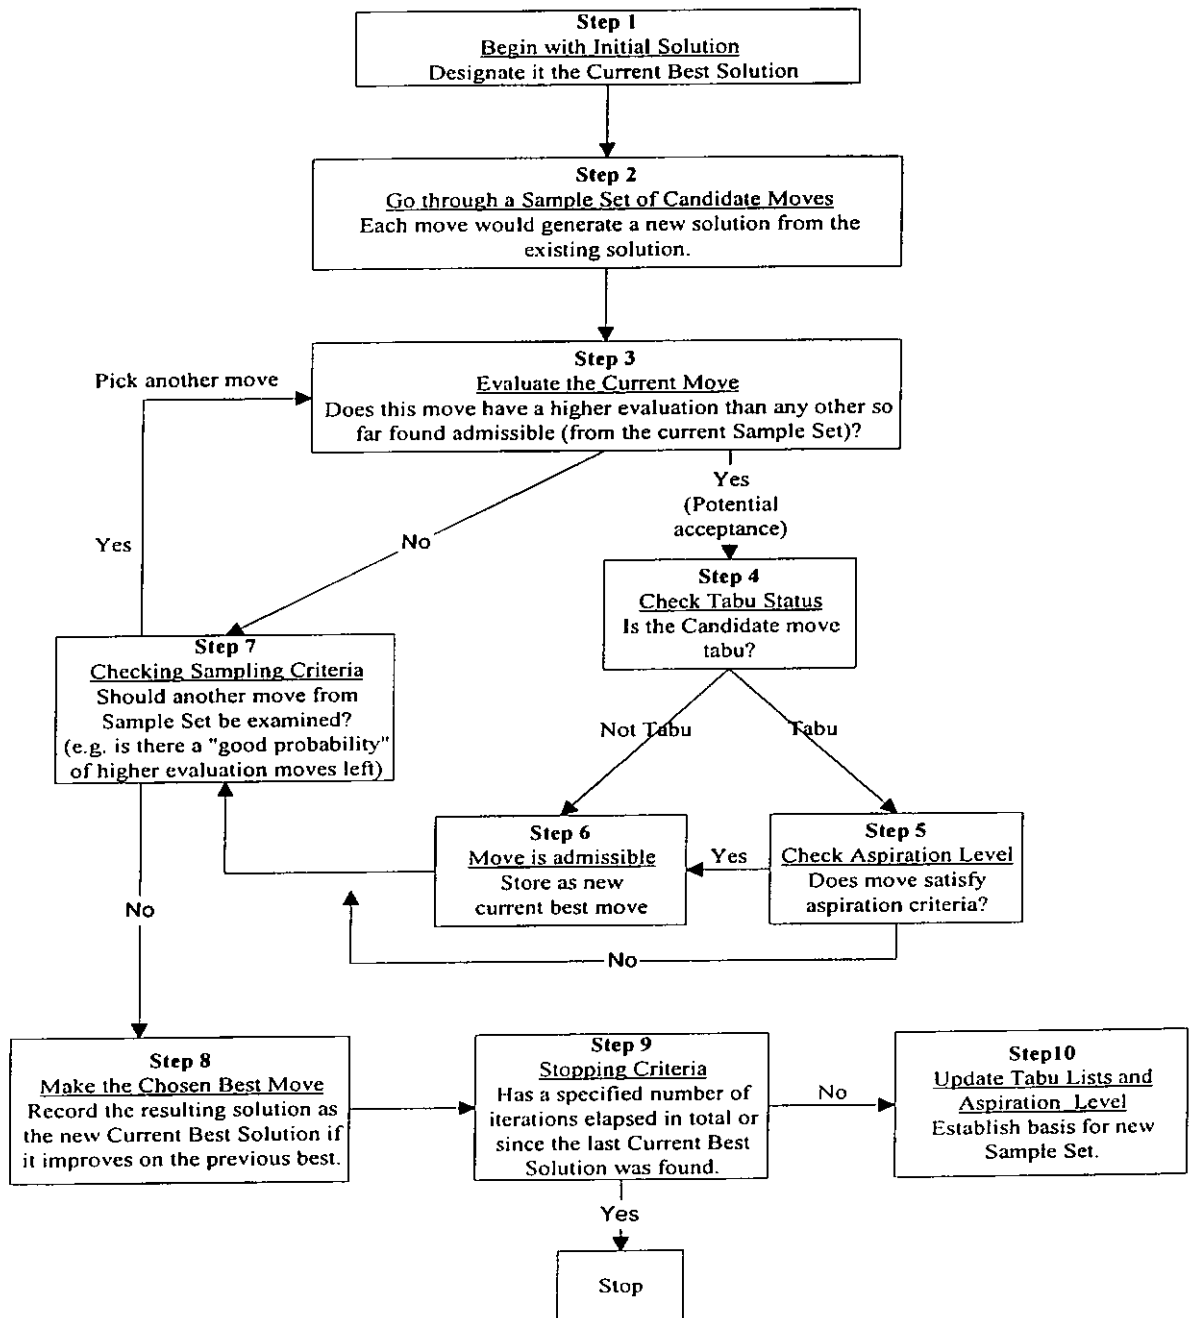 Step 1
Begin with Initial Solution
Designate it the Current Best Solution
Step 2
Go through a Sample Set of Candidate Moves
Each move would generate a new solution from the
existing solution.
Step 3
Evaluate the Current Move
Does this move have a higher evaluation than any other so
far found admissible (from the current Sample Set)?
Pick another move
Yes
(Potential
acceptance)
No
Yes
Step 4
Check Tabu Status
Is the Candidate move
tabu?
Step 7
Checking Sampling Criteria
Should another move from
Sample Set be examined?
(e.g. is there a "good probability"
of higher evaluation moves left)
Not Tabu
Tabu
Step 6
Move is admissible
Store as new
current best move
Yes
Step 5
Check Aspiration Level
Does move satisfy
aspiration criteria?
No
No
Step 8
Make the Chosen Best Move
Record the resulting solution as
the new Current Best Solution if
it improves on the previous best.
Step 9
Stopping Criteria
Has a specified number of
iterations elapsed in total or
since the last Current Best
Solution was found.
No
Step10
Update Tabu Lists and
Aspiration Level
Establish basis for new
Sample Set.
Yes
Stop